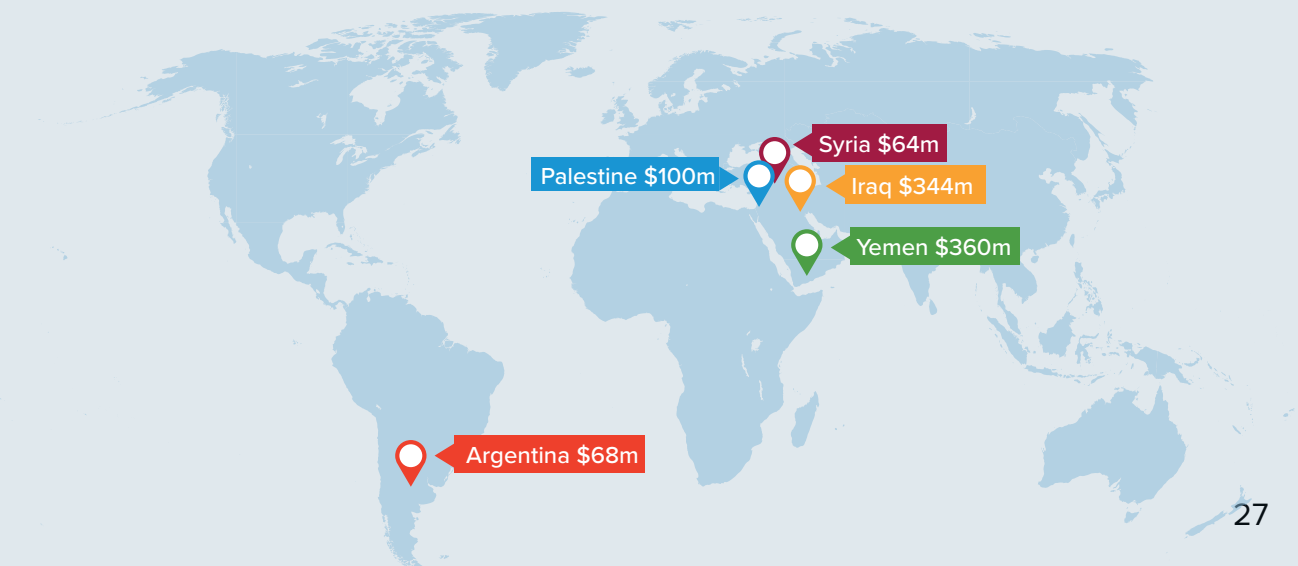 Syria $64m
Palestine $100m
Iraq $344m
Yemen $360m
Argentina $68m
27